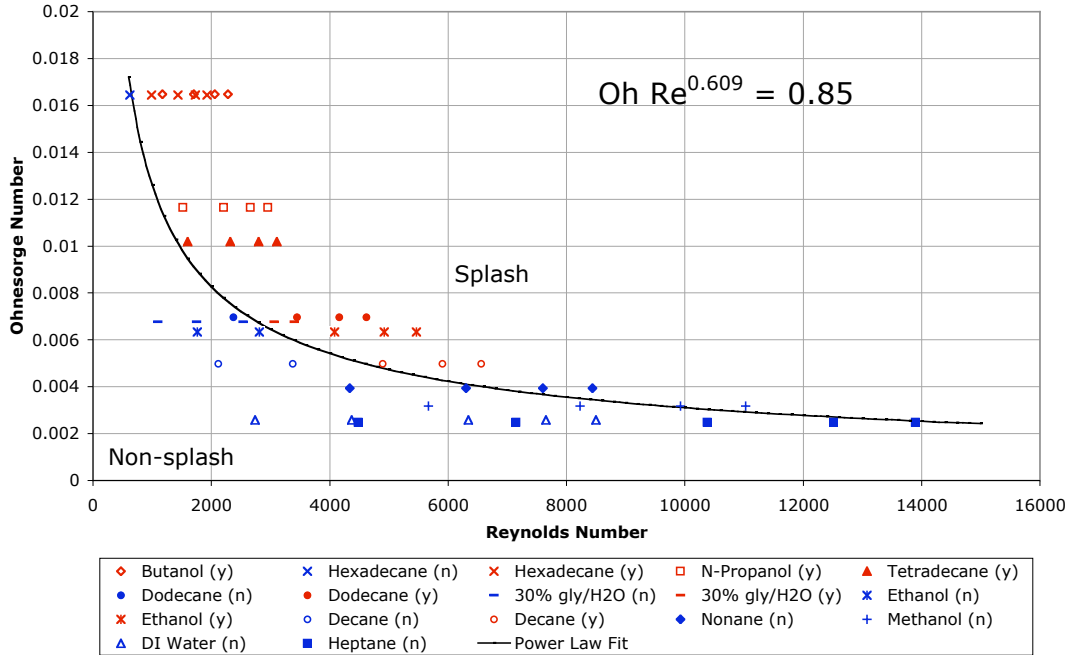 0.02
0.018
0.016
0.014
0.012
0.01
0.008
0.006
0.004
0.002
0
Ohnesorge Number
Oh Re^0.609 = 0.85
Splash
Non-splash
0 2000 4000 6000 8000 10000 12000 14000 16000
Reynolds Number
Butanol (y) Hexadecane (n) Hexadecane (y) N-Propanol (y) Tetradecane (y)
Dodecane (n) Dodecane (y) 30% gly/H2O (n) 30% gly/H2O (y) Ethanol (n)
Ethanol (y) Decane (n) Decane (y) Nonane (n) Methanol (n)
DI Water (n) Heptane (n) Power Law Fit